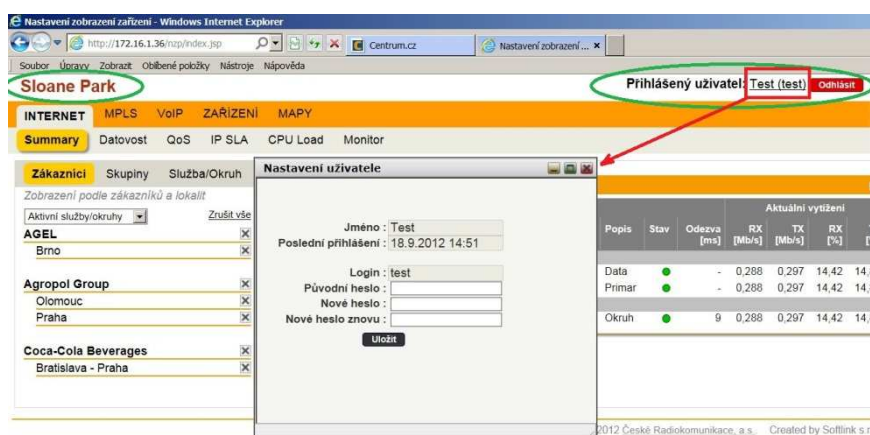 Nastavení zobrazení zařízení - Windows Internet Explorer
http://172.16.1.36/nzp/index.jsp
Centrum.cz
Nastavení zobrazení ...
Soubor Úpravy Zobrazit Oblíbené položky Nástroje Nápověda
Sloane Park
Přihlášený uživatel: Test (test) Odhlásit
INTERNET MPLS VoIP ZAŘÍZENÍ MAPY
Summary Datovost QoS IP SLA CPU Load Monitor
Zákazníci Skupiny Služba/Okruh
Zobrazení podle zákazníků a lokalit
Aktivní služby/okruhy Zrušit vše
AGEL
Brno
Agropol Group
Olomouc
Praha
Coca-Cola Beverages
Bratislava - Praha
Nastavení uživatele
Jméno : Test
Poslední přihlášení : 18.9.2012 14:51
Login : test
Původní heslo :
Nové heslo :
Nové heslo znovu :
Uložit
Aktuální vytížení
Popis Stav Odezva [ms] RX [Mb/s] TX [Mb/s] RX [%]
Data - 0,288 0,297 14,42 14,
Primar - 0,288 0,297 14,42 14,
Okruh 9 0,288 0,297 14,42 14,
2012 České Radiokomunikace, a.s. Created by Softlink s.r